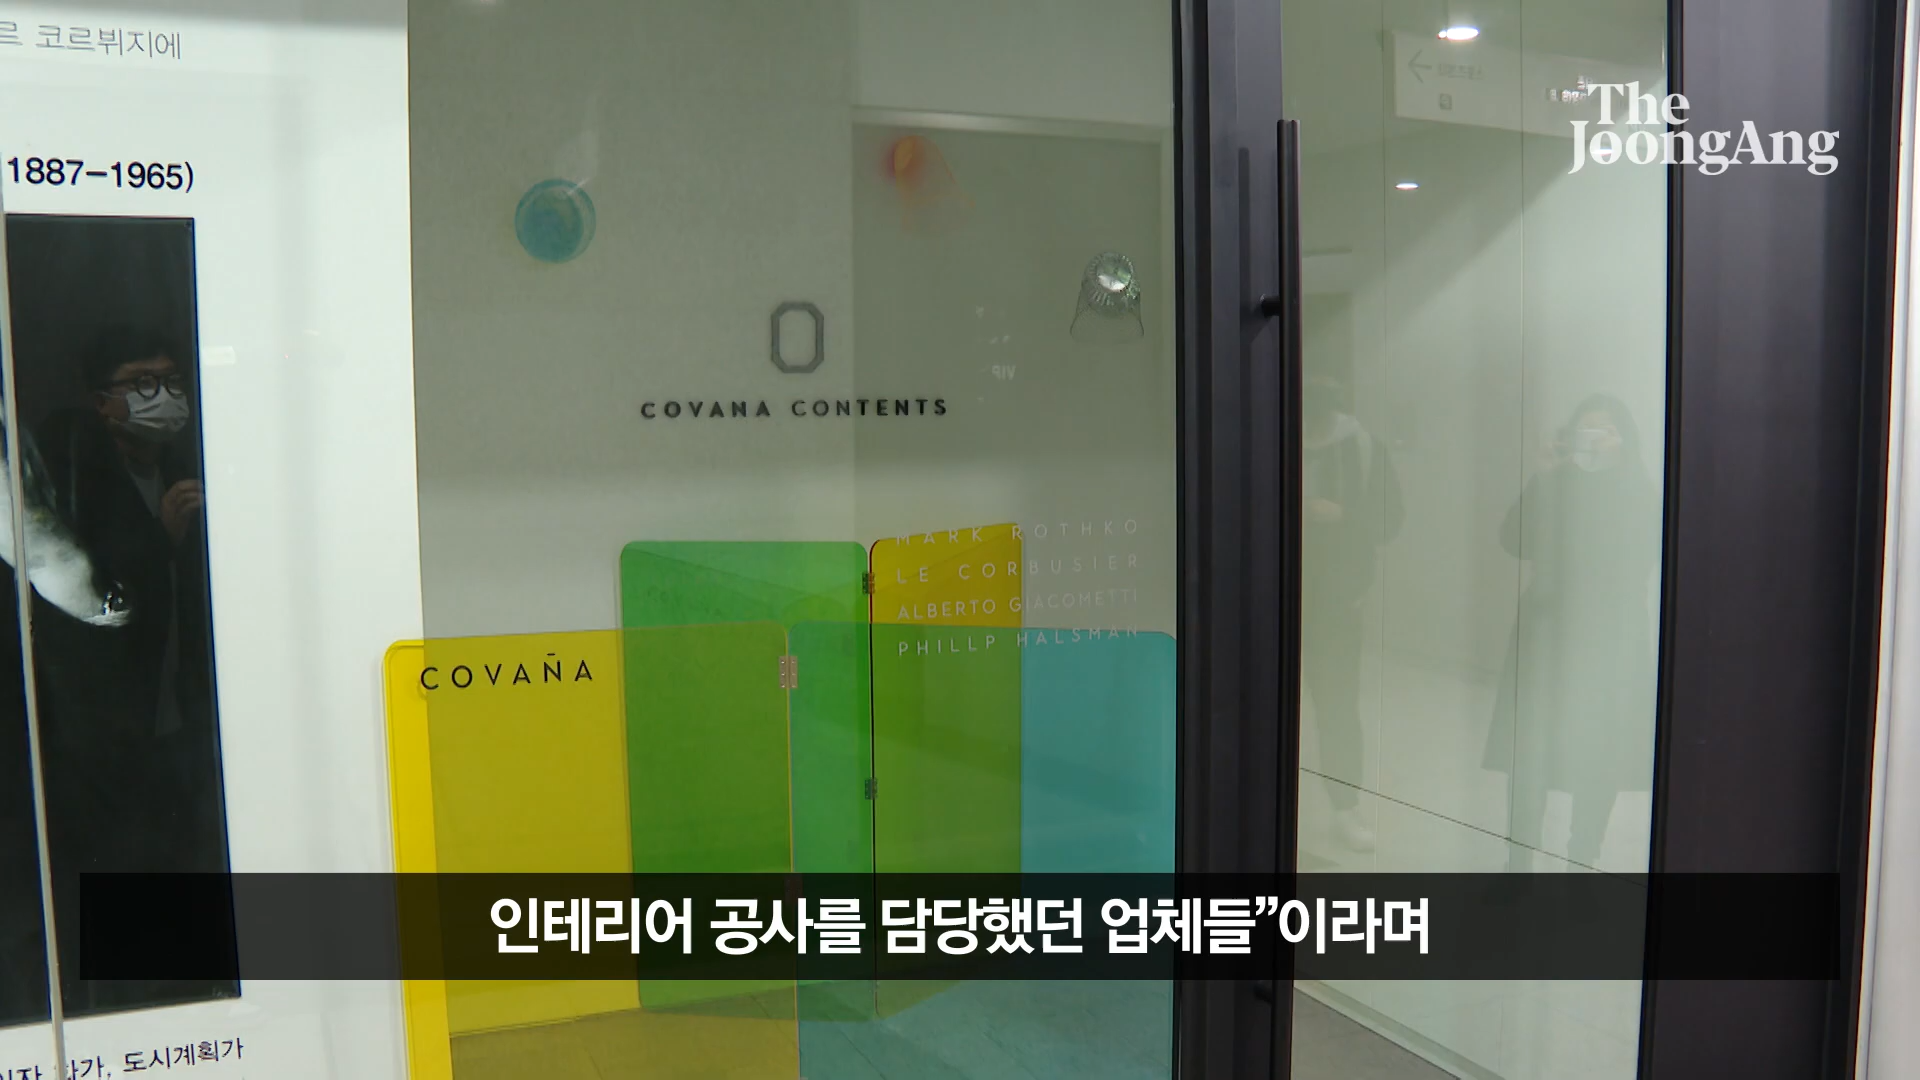 르 코르뷔지에
1887-1965)
The
JoongAng
VIP
COVANA CONTENTS
MARK ROTHKO
LE CORBUSIER
ALBERTO GIACOMETTI
PHILLP HALSMAN
COVAÑA
인테리어 공사를 담당했던 업체들”이라며
도시계획가